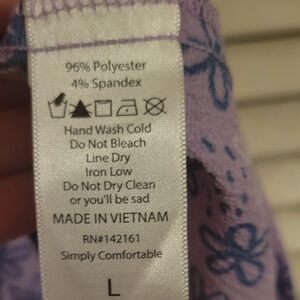 96% Polyester
4% Spandex
Hand Wash Cold
Do Not Bleach
Line Dry
Iron Low
Do Not Dry Clean
or you'll be sad
MADE IN VIETNAM
RN#142161
Simply Comfortable
L